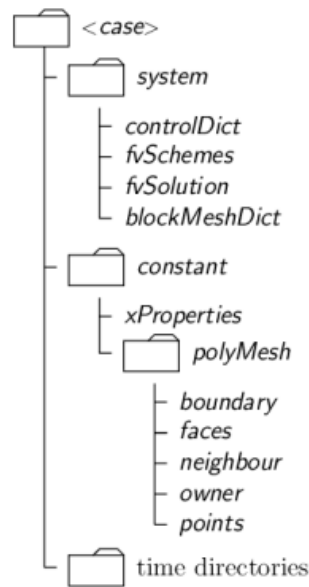 <case>
system
controlDict
fvSchemes
fvSolution
blockMeshDict
constant
xProperties
polyMesh
boundary
faces
neighbour
owner
points
time directories